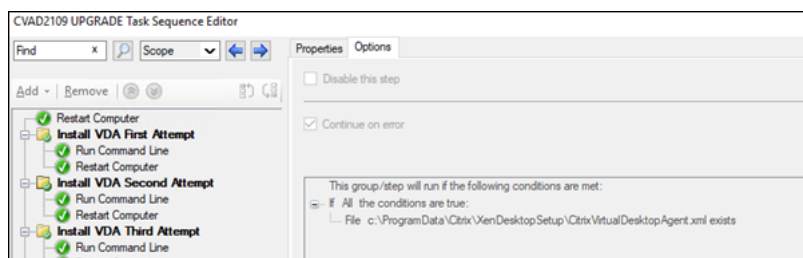 CVAD2109 UPGRADE Task Sequence Editor
Find x Scope
Properties Options
Add Remove
Disable this step
Continue on error
Restart Computer
Install VDA First Attempt
Run Command Line
Restart Computer
Install VDA Second Attempt
Run Command Line
Restart Computer
Install VDA Third Attempt
Run Command Line
This group/step will run if the following conditions are met:
If All the conditions are true:
File c:\ProgramData\Citrix\XenDesktopSetup\CitrixVirtualDesktopAgent.xml exists